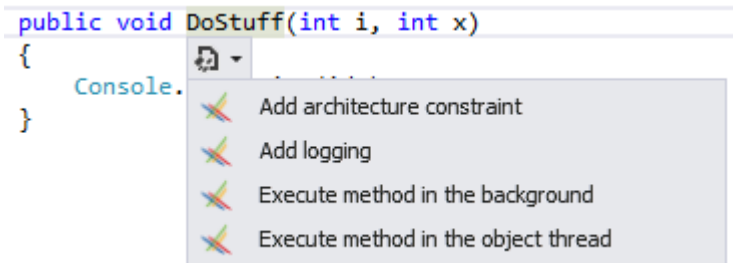 public void DoStuff(int i, int x)
{
Console.
}
Add architecture constraint
Add logging
Execute method in the background
Execute method in the object thread